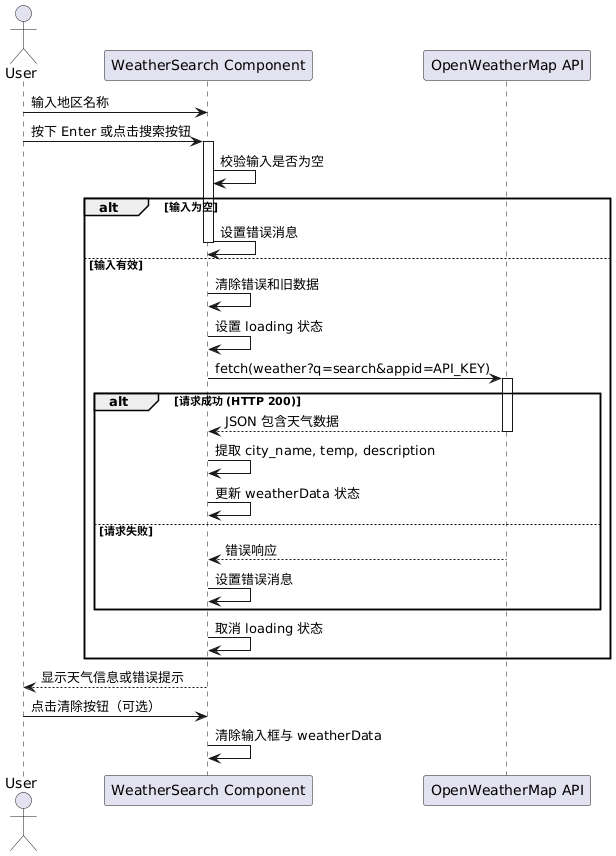 User
WeatherSearch Component
OpenWeatherMap API
输入地区名称
按下 Enter 或点击搜索按钮
校验输入是否为空
alt
[输入为空]
设置错误消息
[输入有效]
清除错误和旧数据
设置 loading 状态
fetch(weather?q=search&appid=API_KEY)
alt
[请求成功 (HTTP 200)]
JSON 包含天气数据
提取 city_name, temp, description
更新 weatherData 状态
[请求失败]
错误响应
设置错误消息
取消 loading 状态
显示天气信息或错误提示
点击清除按钮（可选）
清除输入框与 weatherData
User
WeatherSearch Component
OpenWeatherMap API